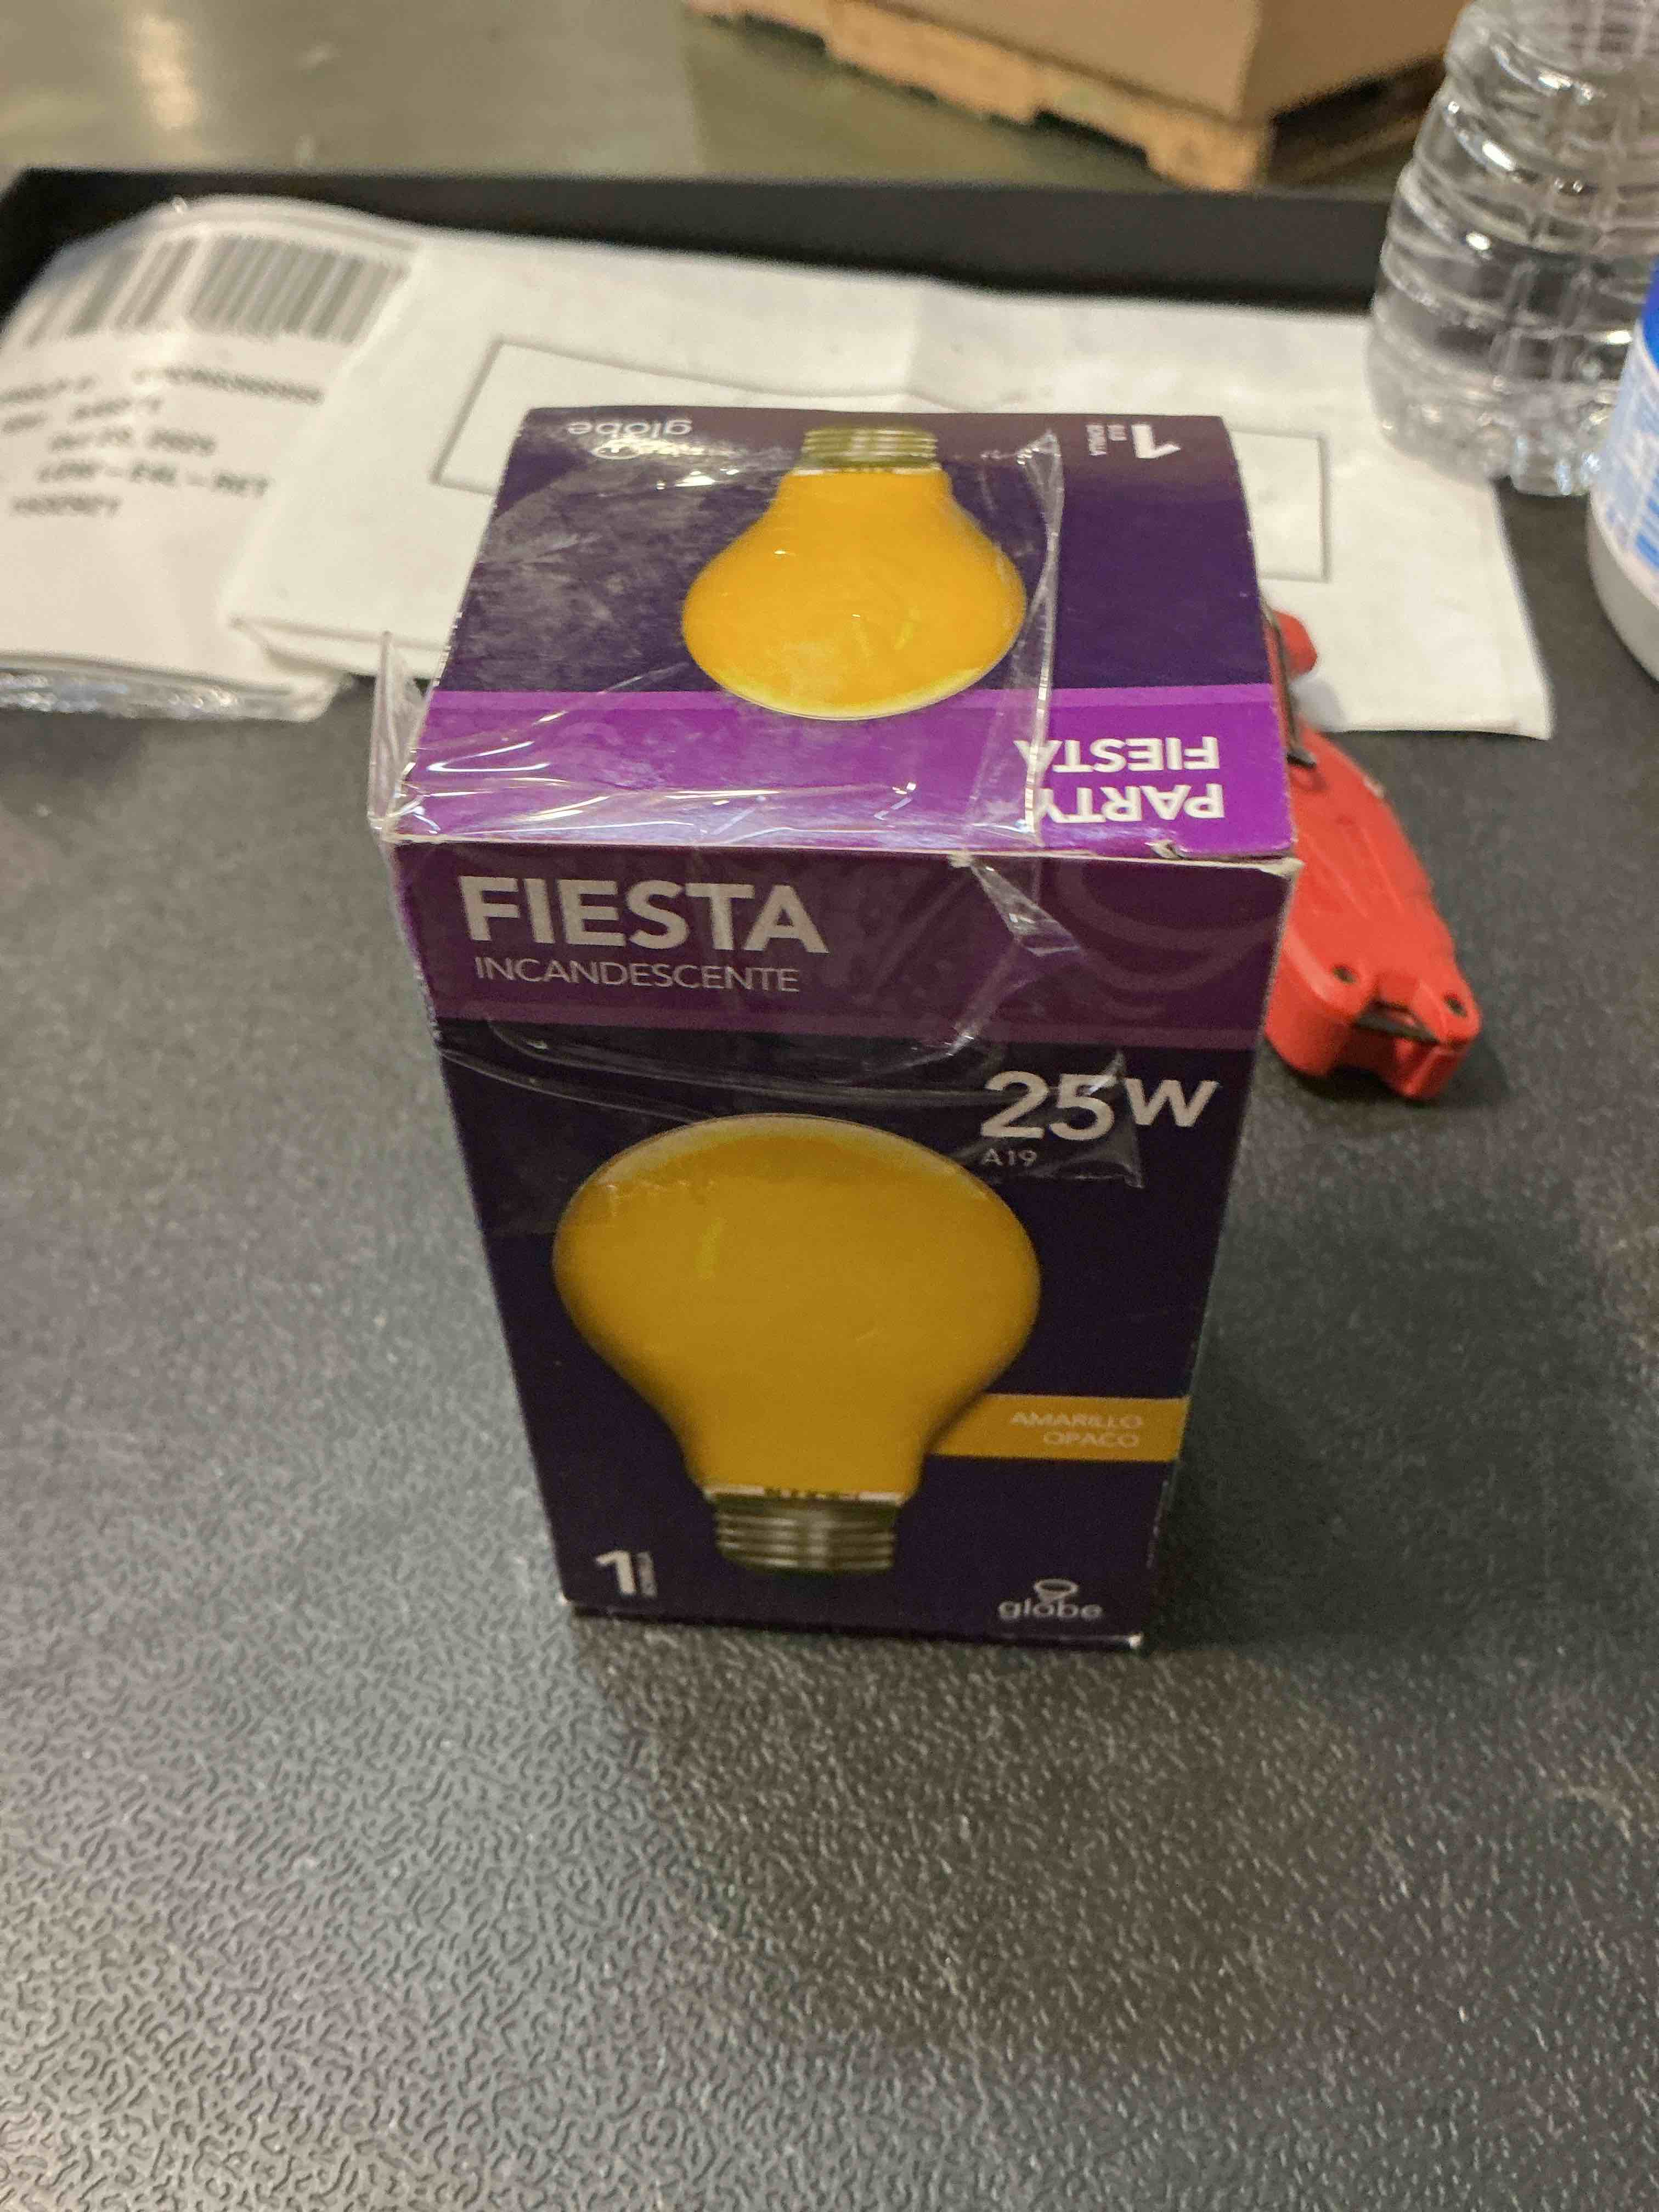 globe
1
PARTY
FIESTA
FIESTA
INCANDESCENTE
25W
A19
AMARILLO
OPACO
1
globe